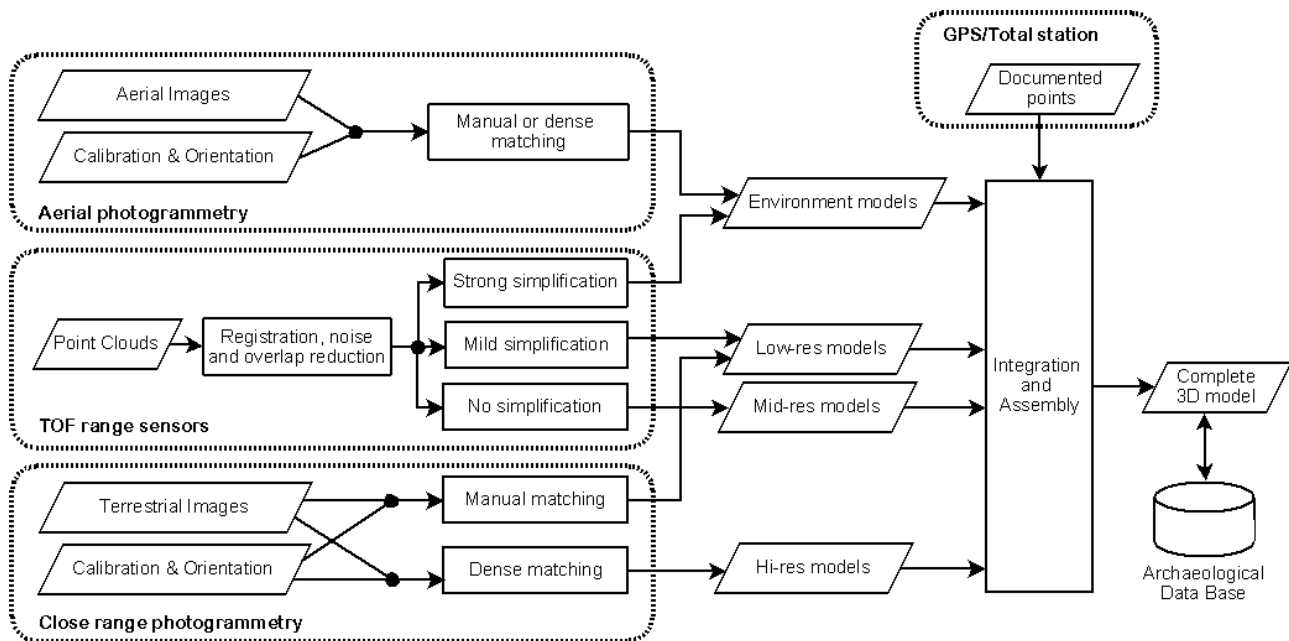 GPS/Total station
Documented
points
Aerial Images
Calibration & Orientation
Manual or dense
matching
Aerial photogrammetry
Environment models
Point Clouds
Registration, noise
and overlap reduction
Strong simplification
Mild simplification
No simplification
TOF range sensors
Low-res models
Mid-res models
Terrestrial Images
Calibration & Orientation
Manual matching
Dense matching
Close range photogrammetry
Hi-res models
Integration
and
Assembly
Complete
3D model
Archaeological
Data Base